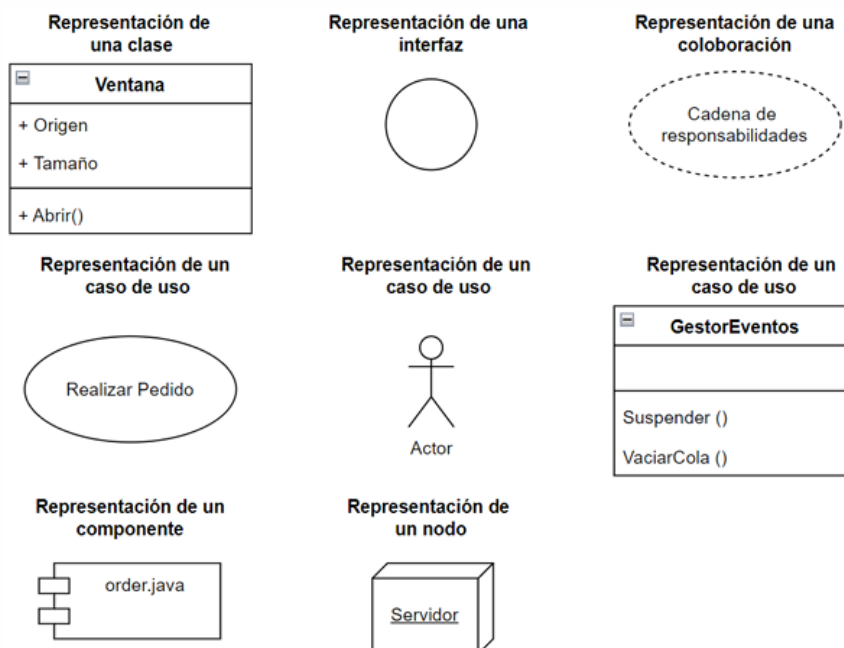 Representación de
una clase
Ventana
+ Origen
+ Tamaño
+ Abrir()
Representación de una
interfaz
Representación de una
coloboración
Cadena de
responsabilidades
Representación de un
caso de uso
Realizar Pedido
Representación de un
caso de uso
Actor
Representación de un
caso de uso
GestorEventos
Suspender ()
VaciarCola ()
Representación de un
componente
order.java
Representación de
un nodo
Servidor